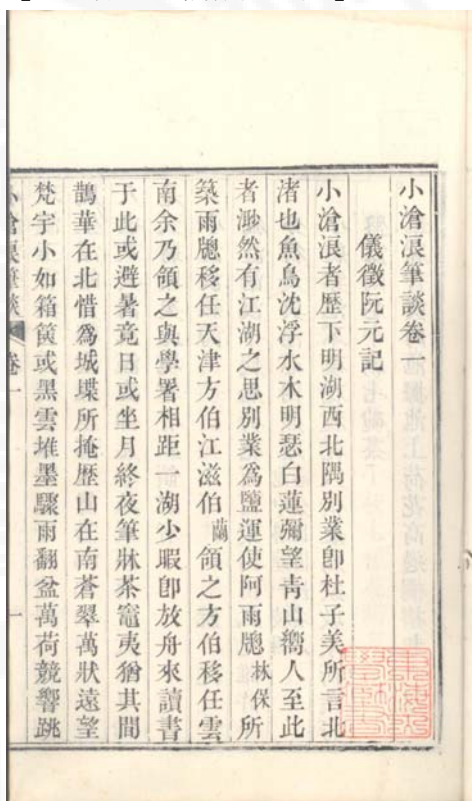 小滄浪筆談卷一
儀徵阮元記
小滄浪者歷下明湖西北隅別業卽杜子美所言北
渚也魚鳥沈浮水木明瑟白蓮彌望青山嚮人至此
者渺然有江湖之思別業爲鹽運使阿雨牕林保所
築雨牕移任天津方伯江滋伯蘭領之方伯移任雲
南余乃領之與學署相距一湖少暇卽放舟來讀書
于此或避暑竟日或坐月終夜筆牀茶竈夷猶其間
鵲華在北惜爲城堞所掩歷山在南蒼翠萬狀遠望
梵宇小如箱篋或黑雲堆墨驟雨翻盆萬荷競響跳
小滄浪筆談 卷一 一